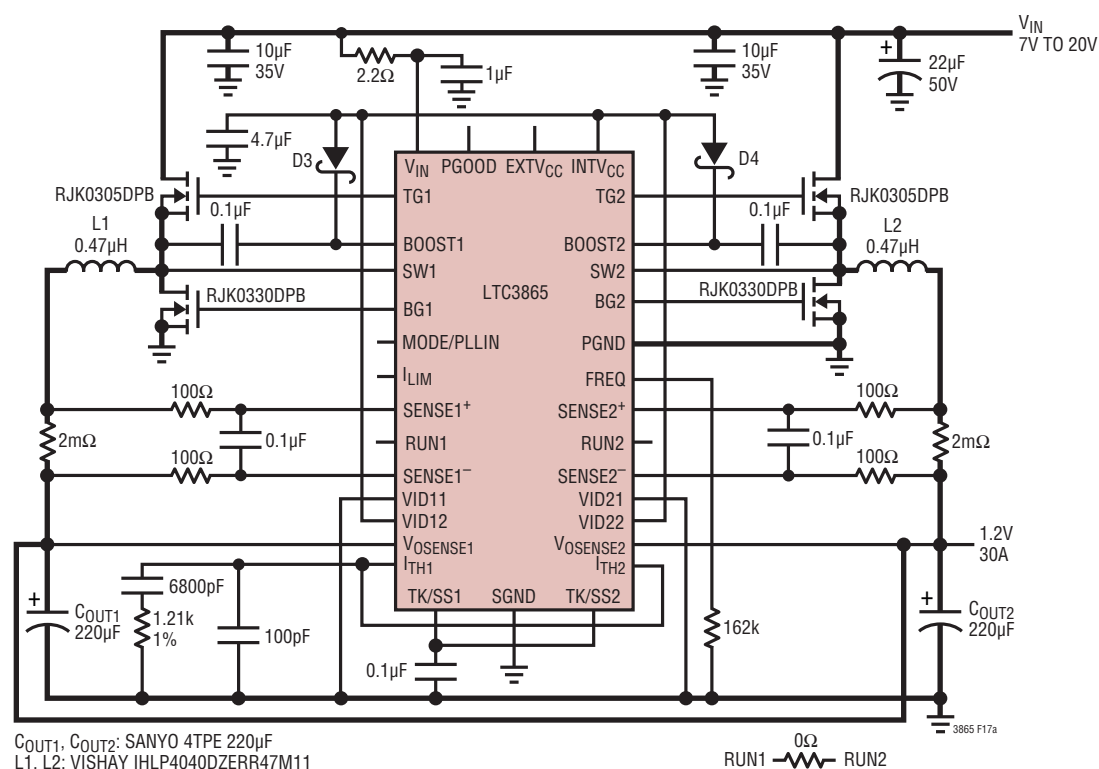 VIN
7V TO 20V
10µF
35V
2.2Ω
1µF
10µF
35V
+
22µF
50V
4.7µF
D3
D4
VIN
PGOOD
EXTVCC
INTVCC
RJK0305DPB
TG1
TG2
RJK0305DPB
L1
0.47µH
0.1µF
0.1µF
L2
0.47µH
BOOST1
BOOST2
SW1
SW2
LTC3865
RJK0330DPB
BG1
BG2
RJK0330DPB
MODE/PLLIN
PGND
ILIM
FREQ
100Ω
100Ω
SENSE1+
SENSE2+
2mΩ
0.1µF
RUN1
RUN2
0.1µF
2mΩ
100Ω
100Ω
SENSE1–
SENSE2–
VID11
VID21
VID12
VID22
VOSENSE1
VOSENSE2
1.2V
30A
ITH1
ITH2
6800pF
TK/SS1
SGND
TK/SS2
+
COUT1
220µF
1.21k
1%
100pF
162k
+
COUT2
220µF
0.1µF
3865 F17a
COUT1, COUT2: SANYO 4TPE 220µF
L1. L2: VISHAY IHLP4040DZERR47M11
0Ω
RUN1
RUN2